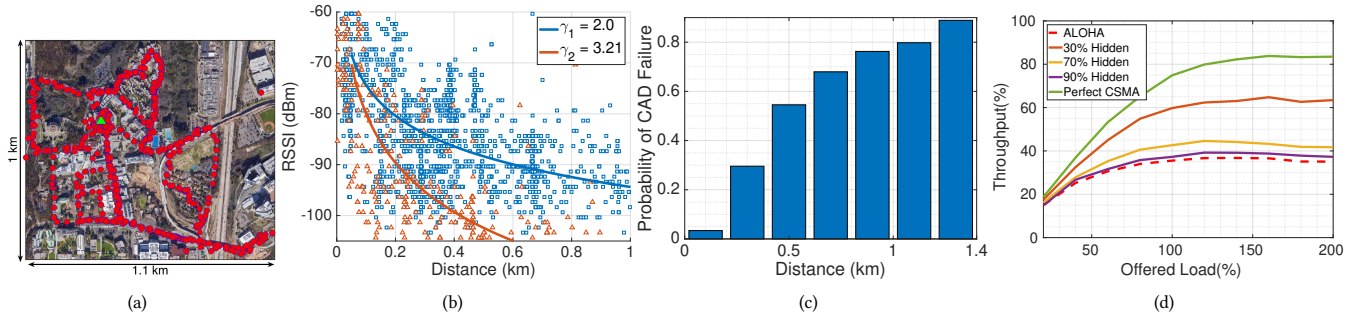 1 km
1.1 km
(a)
-60
-70
-80
-90
-100
RSSI (dBm)
0
0.2
0.4
0.6
0.8
1
Distance (km)
γ1 = 2.0
γ2 = 3.21
(b)
0.8
0.6
0.4
0.2
0
Probability of CAD Failure
0
0.5
1
1.4
Distance (km)
(c)
100
80
60
40
20
0
Throughput(%)
50
100
150
200
Offered Load(%)
ALOHA
30% Hidden
70% Hidden
90% Hidden
Perfect CSMA
(d)